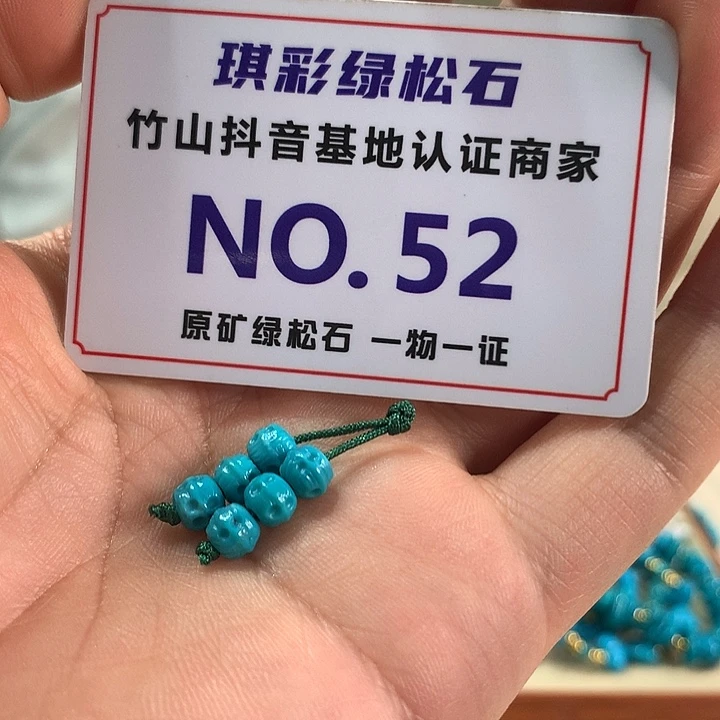 琪彩绿松石
竹山抖音基地认证商家
NO. 52
原矿绿松石 一物一证